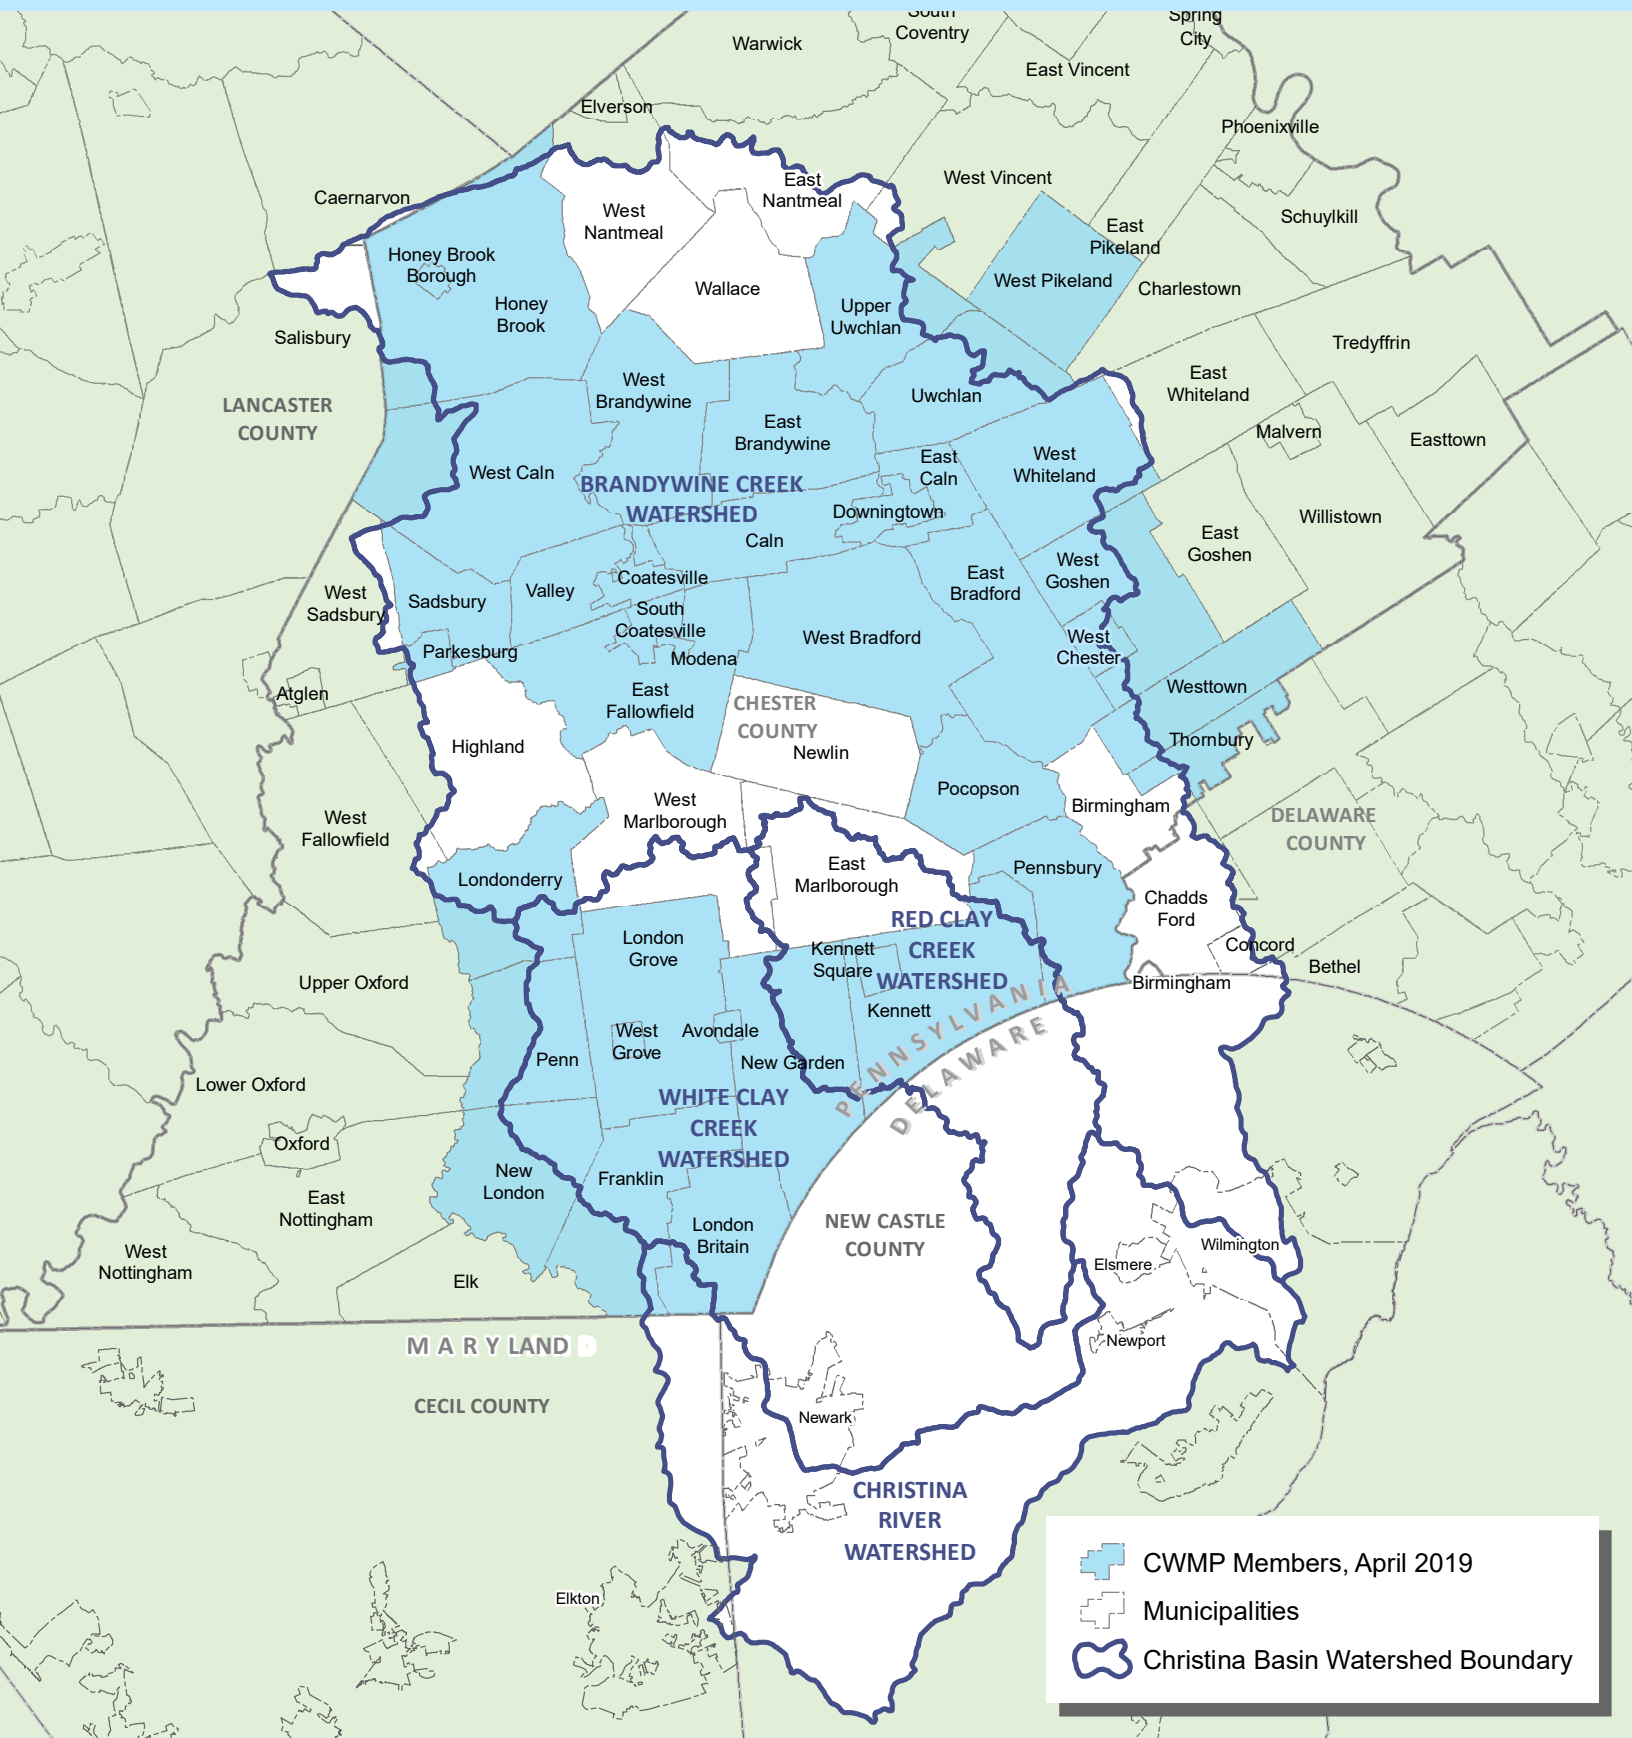 South
Coventry
Spring
City
Warwick
East Vincent
Elverson
Phoenixville
West Vincent
East
Nantmeal
Caernarvon
West
Nantmeal
Schuylkill
East
Pikeland
Honey Brook
Borough
West Pikeland
Charlestown
Wallace
Honey
Brook
Upper
Uwchlan
Salisbury
Tredyffrin
LANCASTER
COUNTY
West
Brandywine
Uwchlan
East
Whiteland
East
Brandywine
Malvern
Easttown
West Caln
East
Caln
West
Whiteland
BRANDYWINE CREEK
WATERSHED
Downingtown
Willistown
Caln
East
Goshen
West
Sadsbury
Sadsbury
Valley
Coatesville
East
Bradford
West
Goshen
South
Coatesville
West Bradford
West
Chester
Parkesburg
Modena
Atglen
East
Fallowfield
CHESTER
COUNTY
Westtown
Highland
Newlin
Thornbury
West
Fallowfield
West
Marlborough
Pocopson
Birmingham
DELAWARE
COUNTY
Londonderry
East
Marlborough
Pennsbury
Chadds
Ford
London
Grove
Kennett
Square
RED CLAY
CREEK
WATERSHED
Concord
Bethel
Upper Oxford
Birmingham
Kennett
PENNSYLVANIA
DELAWARE
West
Grove
Avondale
Penn
New Garden
Lower Oxford
WHITE CLAY
CREEK
WATERSHED
Oxford
New
London
Franklin
East
Nottingham
London
Britain
NEW CASTLE
COUNTY
Wilmington
Elsmere
West
Nottingham
Elk
Newport
MARYLAND
CECIL COUNTY
Newark
CHRISTINA
RIVER
WATERSHED
Elkton
CWMP Members, April 2019
Municipalities
Christina Basin Watershed Boundary